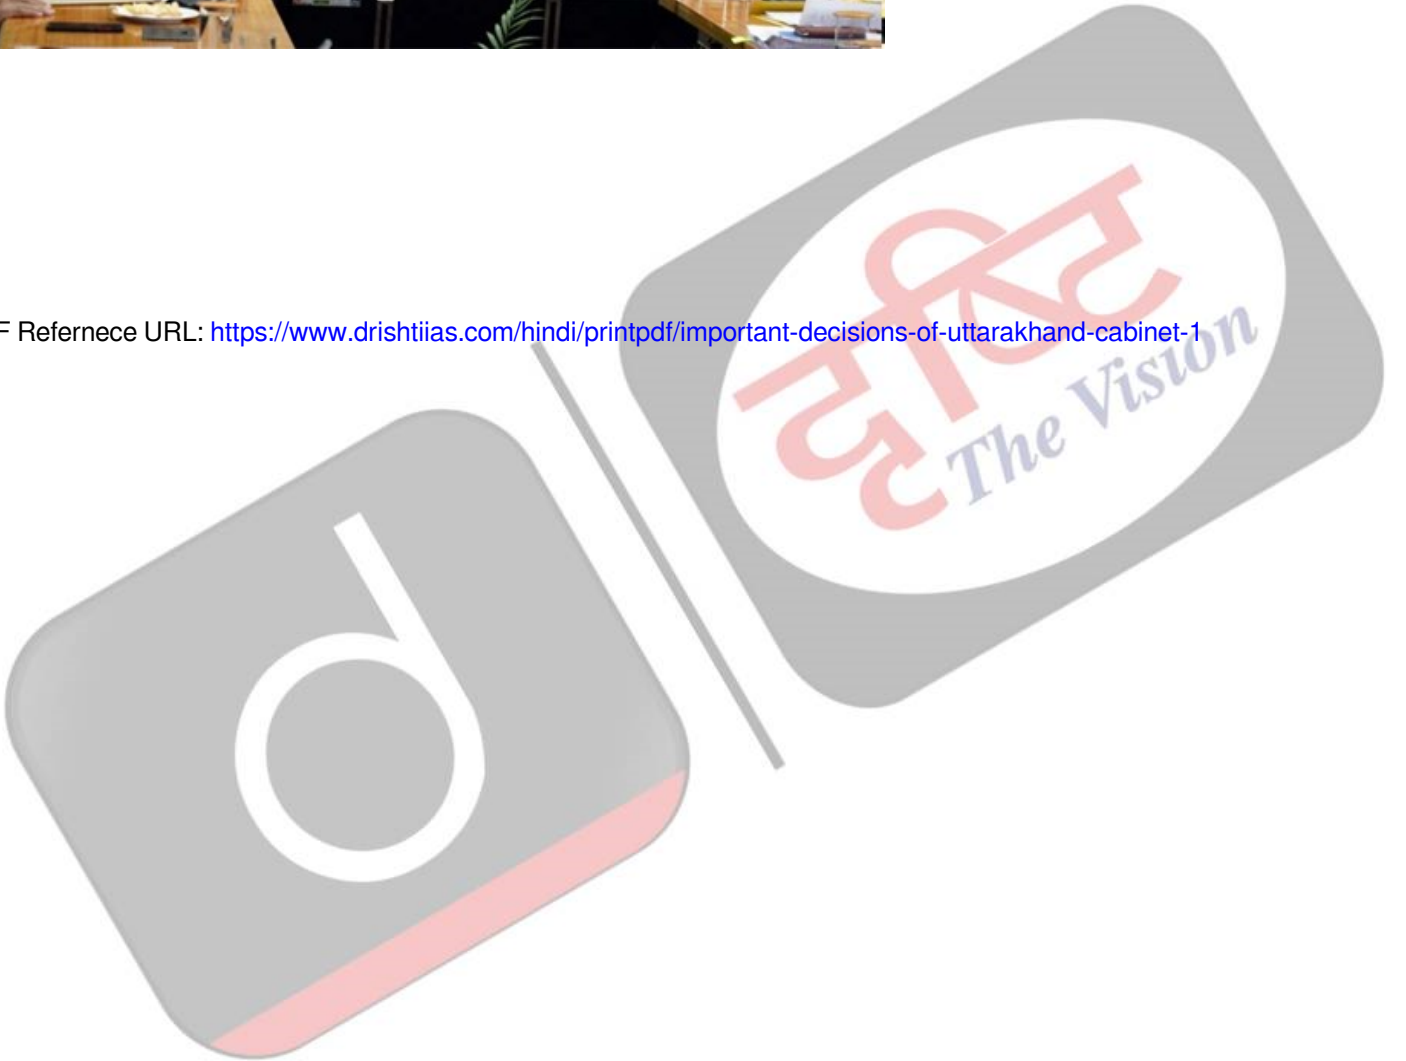 F Refernece URL: https://www.drishtiias.com/hindi/printpdf/important-decisions-of-uttarakhand-cabinet-1
दृष्टि
The Vision